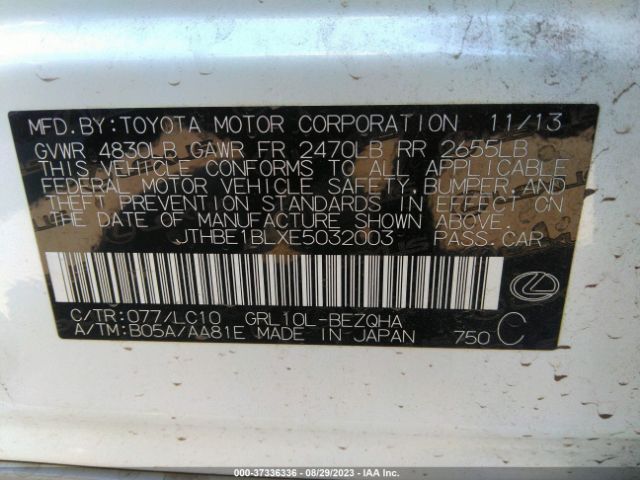 MFD.BY:TOYOTA MOTOR CORPORATION 11/13
GVWR 4830LB GAWR FR 2470LB RR 2655LB
THIS VEHICLE CONFORMS TO ALL APPLICABLE
FEDERAL MOTOR VEHICLE SAFETY, BUMPER, AND
THEFT PREVENTION STANDARDS IN EFFECT ON
THE DATE OF MANUFACTURE SHOWN ABOVE.
JTHBE1BLXE5032003 PASS.CAR
C/TR:077/LC10 GRL10L-BEZQHA
A/TM:B05A/AA81E MADE IN JAPAN 750 C
000-37336336 - 08/29/2023 - IAA Inc.